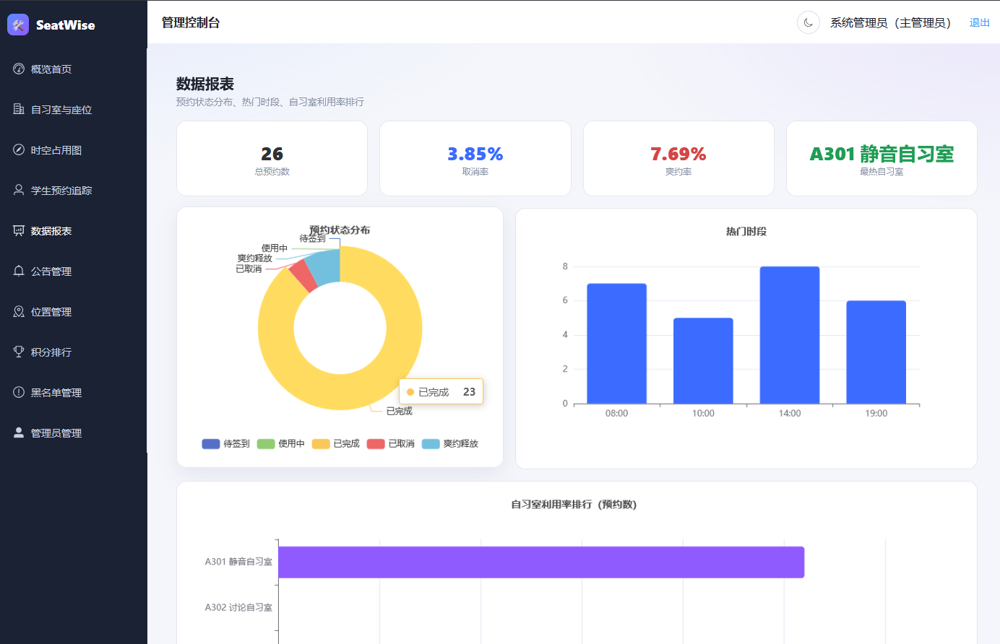 SeatWise
概览首页
自习室与座位
时空占用图
学生预约追踪
数据报表
公告管理
位置管理
积分排行
黑名单管理
管理员管理
管理控制台
系统管理员（主管理员）
退出
数据报表
预约状态分布、热门时段、自习室利用率排行
26
总预约数
3.85%
取消率
7.69%
爽约率
A301 静音自习室
最热自习室
预约状态分布
待签到
使用中
爽约释放
已取消
已完成 23
已完成
待签到 使用中 已完成 已取消 爽约释放
热门时段
8
6
4
2
0
08:00 10:00 14:00 19:00
自习室利用率排行（预约数）
A301 静音自习室
A302 讨论自习室